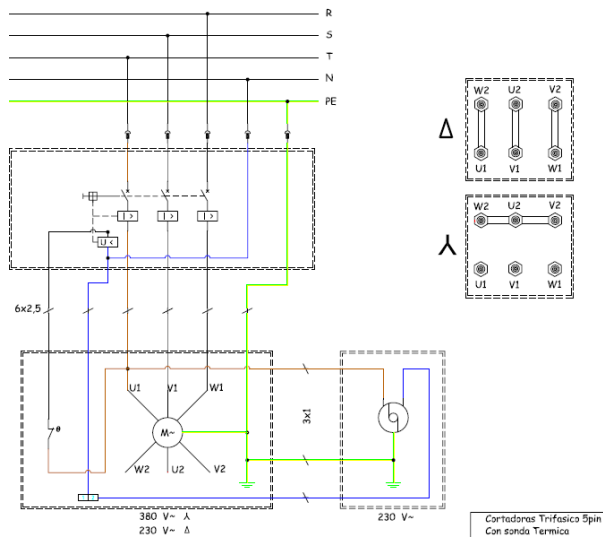 R
S
T
N
PE
I> I> I>
U <
6x2,5
θ
U1 V1 W1
M~
W2 U2 V2
3x1
380 V~ ⅄
230 V~ Δ
230 V~
Δ
W2 U2 V2
U1 V1 W1
⅄
W2 U2 V2
U1 V1 W1
Cortadoras Trifasico 5pin
Con sonda Termica